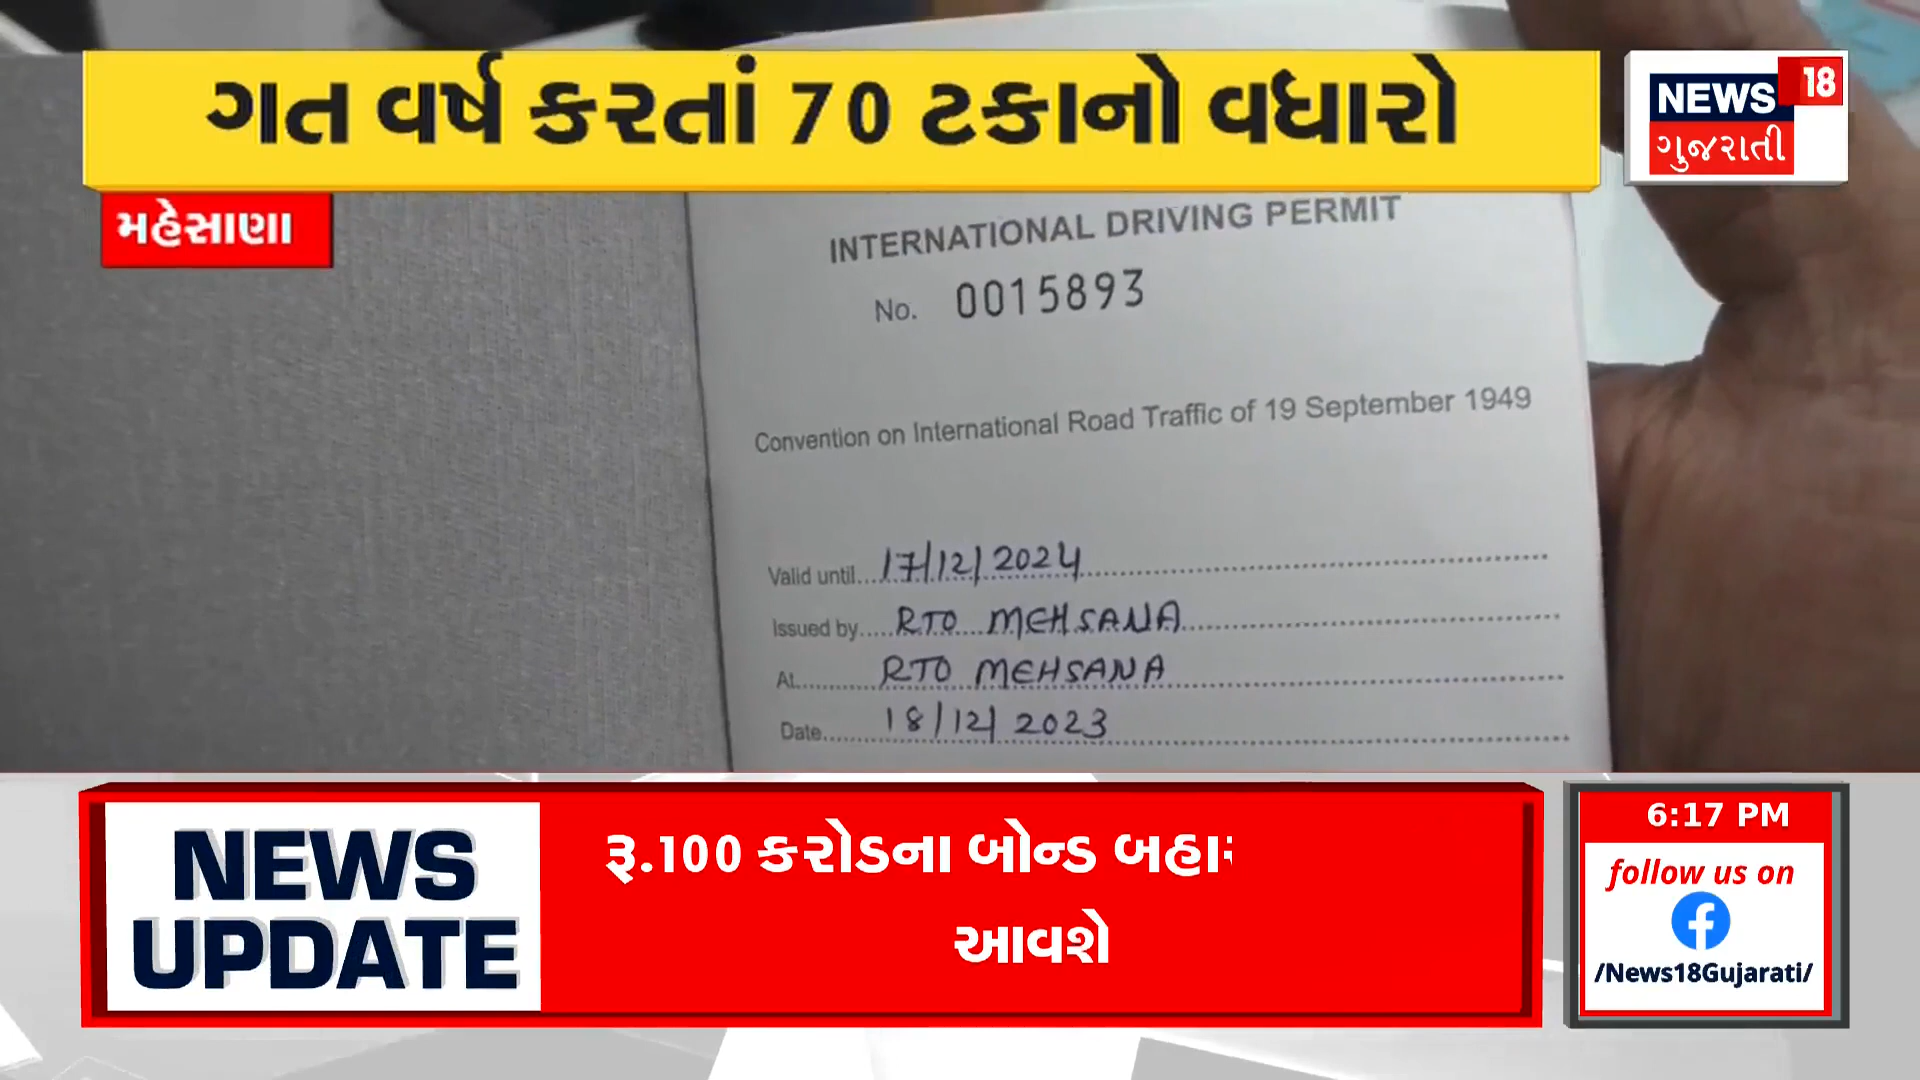 ગત વર્ષ કરતાં 70 ટકાનો વધારો
NEWS 18
ગુજરાતી
મહેસાણા
INTERNATIONAL DRIVING PERMIT
No. 0015893
Convention on International Road Traffic of 19 September 1949
Valid until 17/12/2024
Issued by RTO MEHSANA
At RTO MEHSANA
Date 18/12/2023
NEWS
UPDATE
રૂ.100 કરોડના બોન્ડ
આવશે
6:17 PM
follow us on
/News18Gujarati/